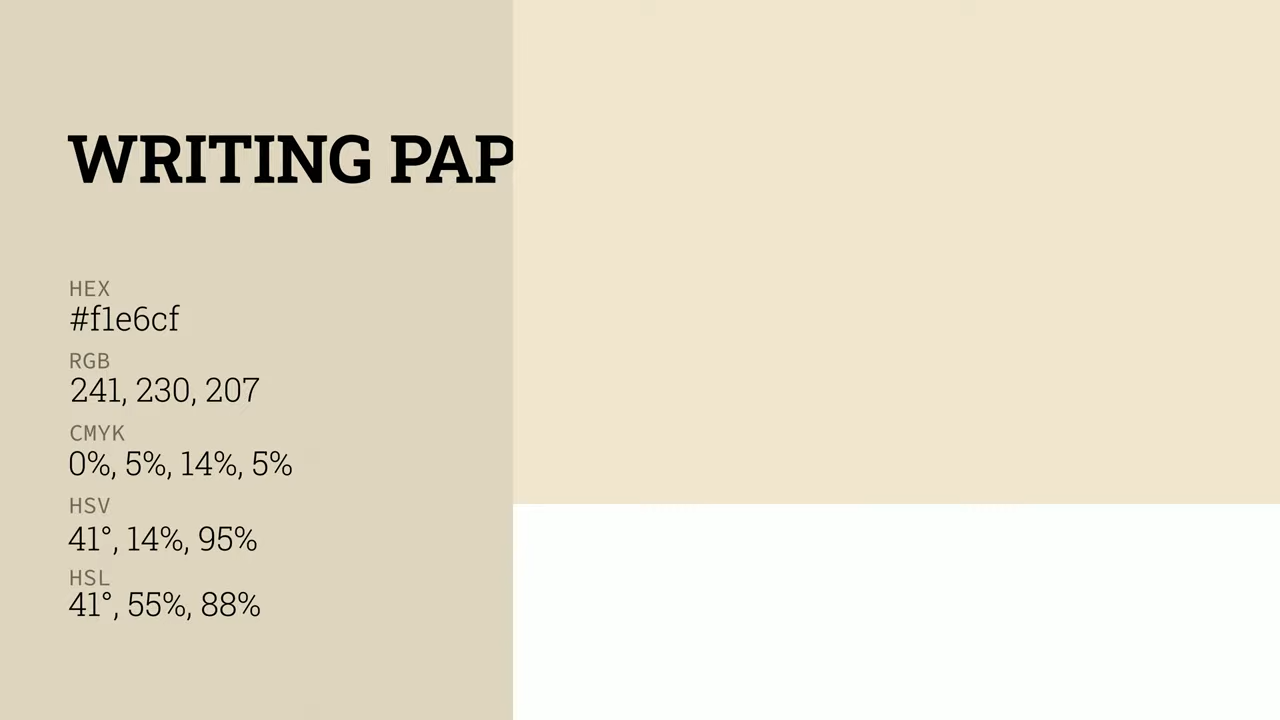 WRITING PAP
HEX
#f1e6cf
RGB
241, 230, 207
CMYK
0%, 5%, 14%, 5%
HSV
41°, 14%, 95%
HSL
41°, 55%, 88%